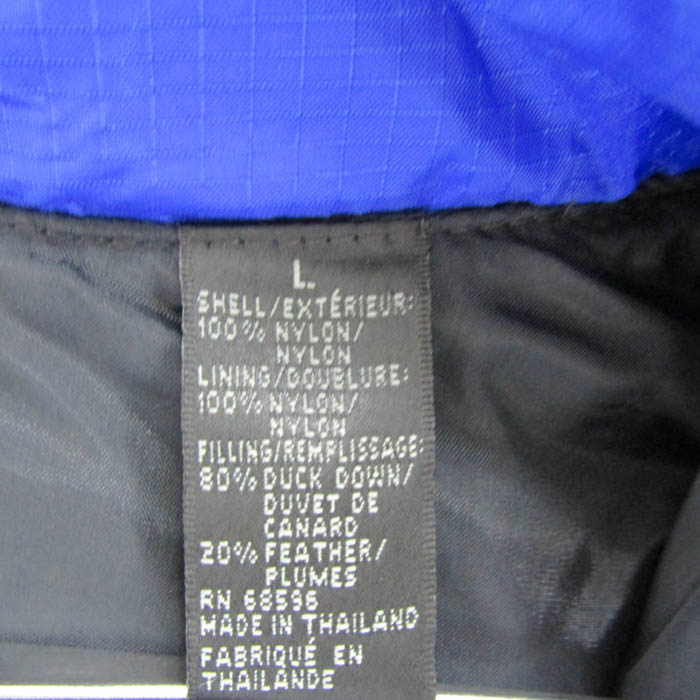 L
SHELL/EXTÉRIEUR:
100% NYLON/
NYLON
LINING/DOUBLURE:
100% NYLON/
NYLON
FILLING/REMPLISSAGE:
80% DUCK DOWN/
DUVET DE
CANARD
20% FEATHER/
PLUMES
RN 68596
MADE IN THAILAND
FABRIQUÉ EN
THAILANDE